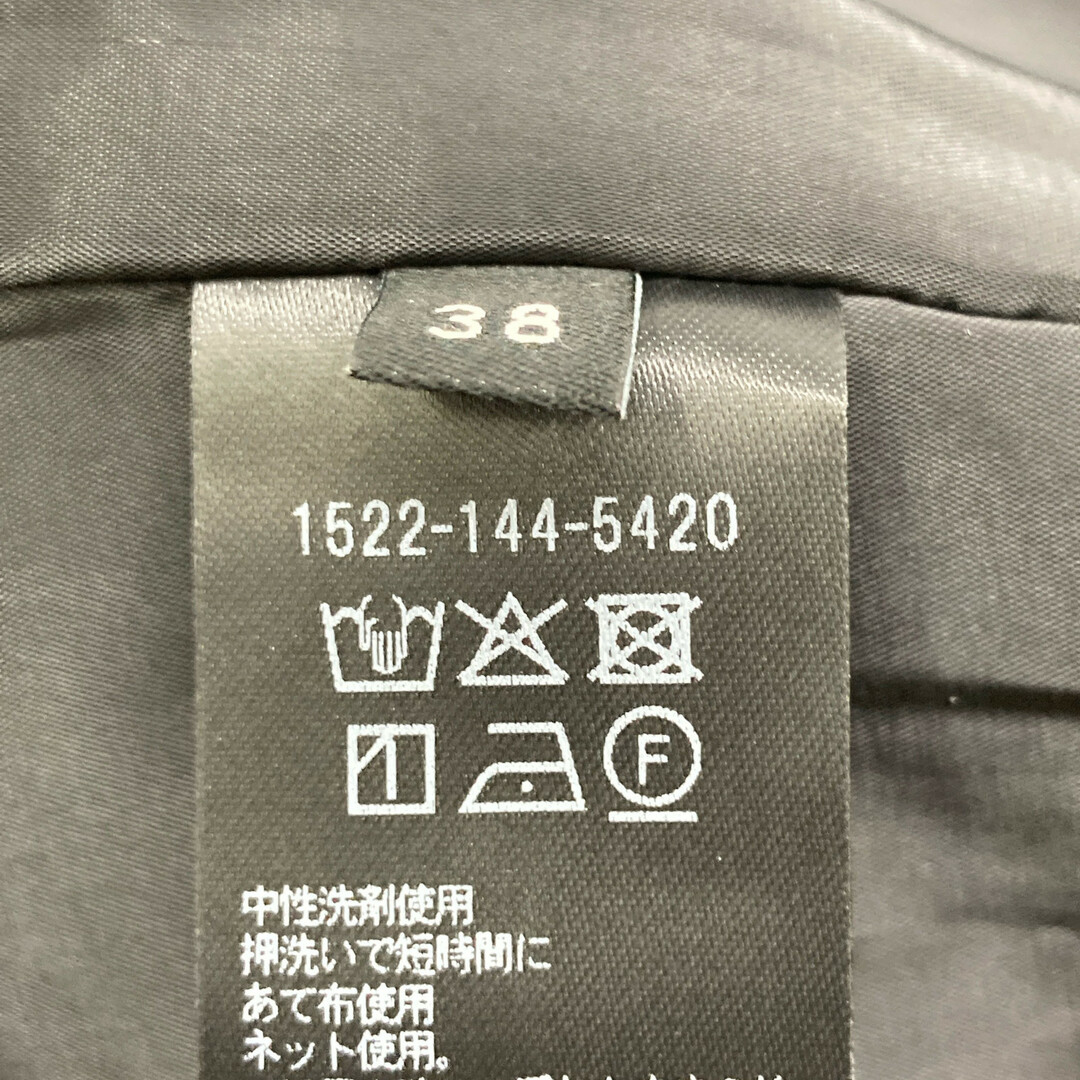 38
1522-144-5420
F
中性洗剤使用
押洗いで短時間に
あて布使用
ネット使用。